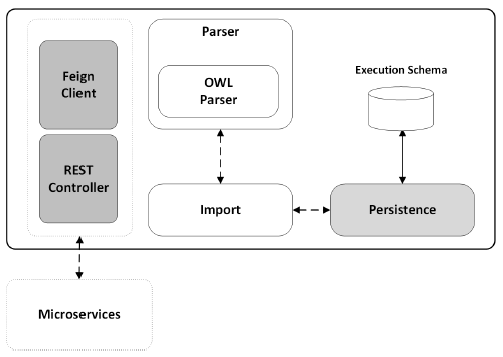 Parser
Feign
Client
OWL
Parser
Execution Schema
REST
Controller
Import
Persistence
Microservices